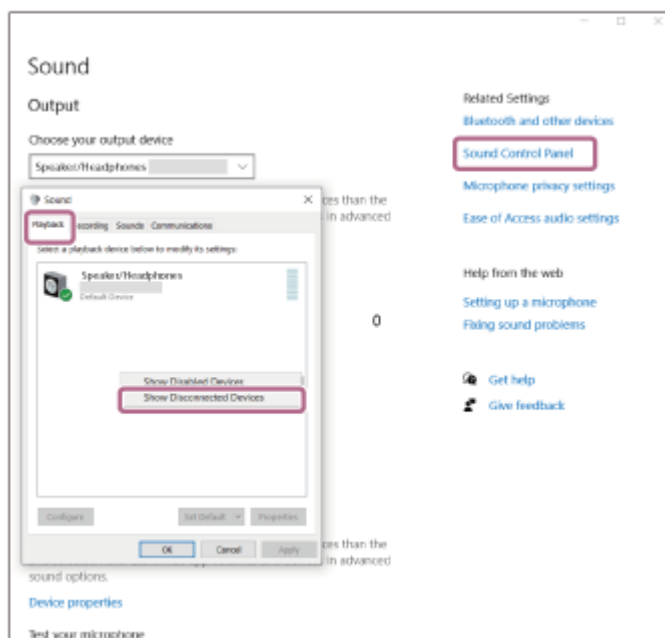 Sound
Output
Choose your output device
Speaker/Headphones
Sound
ces than the
in advanced
Playback ecording Sounds Communications
Select a playback device below to modify its settings:
Speaker/Headphones
Default Device
0
Show Disabled Devices
Show Disconnected Devices
Configure Set Default Properties
OK Cancel Apply
ces than the
in advanced
sound options.
Device properties
Test your microphone
Related Settings
Bluetooth and other devices
Sound Control Panel
Microphone privacy settings
Ease of Access audio settings
Help from the web
Setting up a microphone
Fixing sound problems
Get help
Give feedback